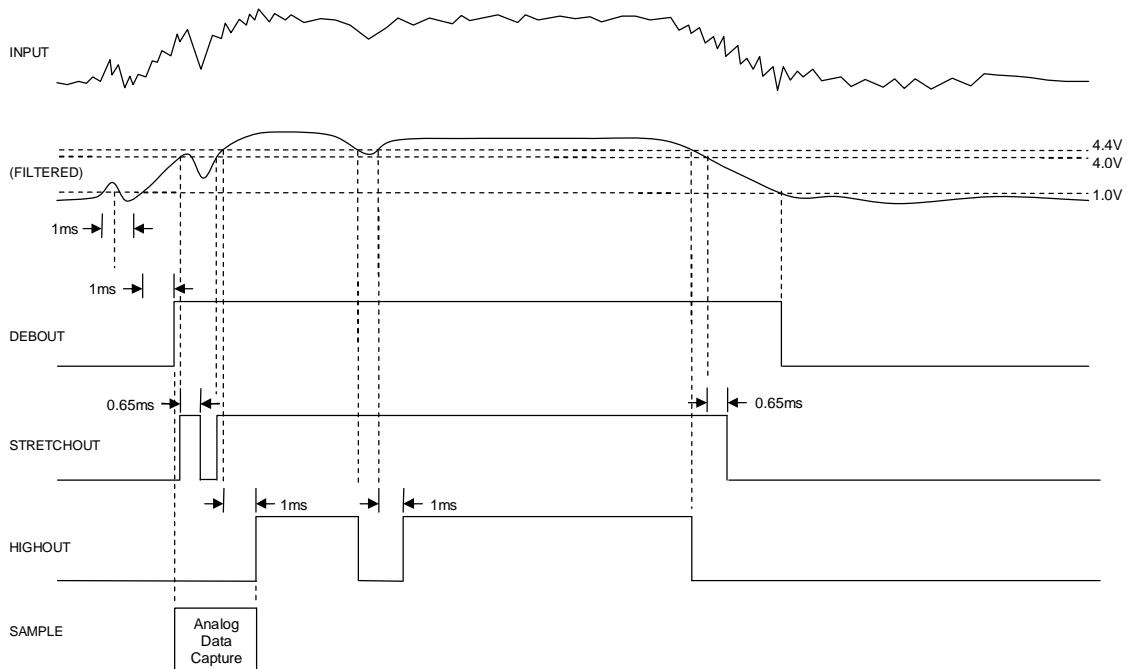 INPUT
4.4V
4.0V
(FILTERED)
1.0V
1ms
1ms
DEBOUT
0.65ms
0.65ms
STRETCHOUT
1ms
1ms
HIGHOUT
SAMPLE
Analog
Data
Capture